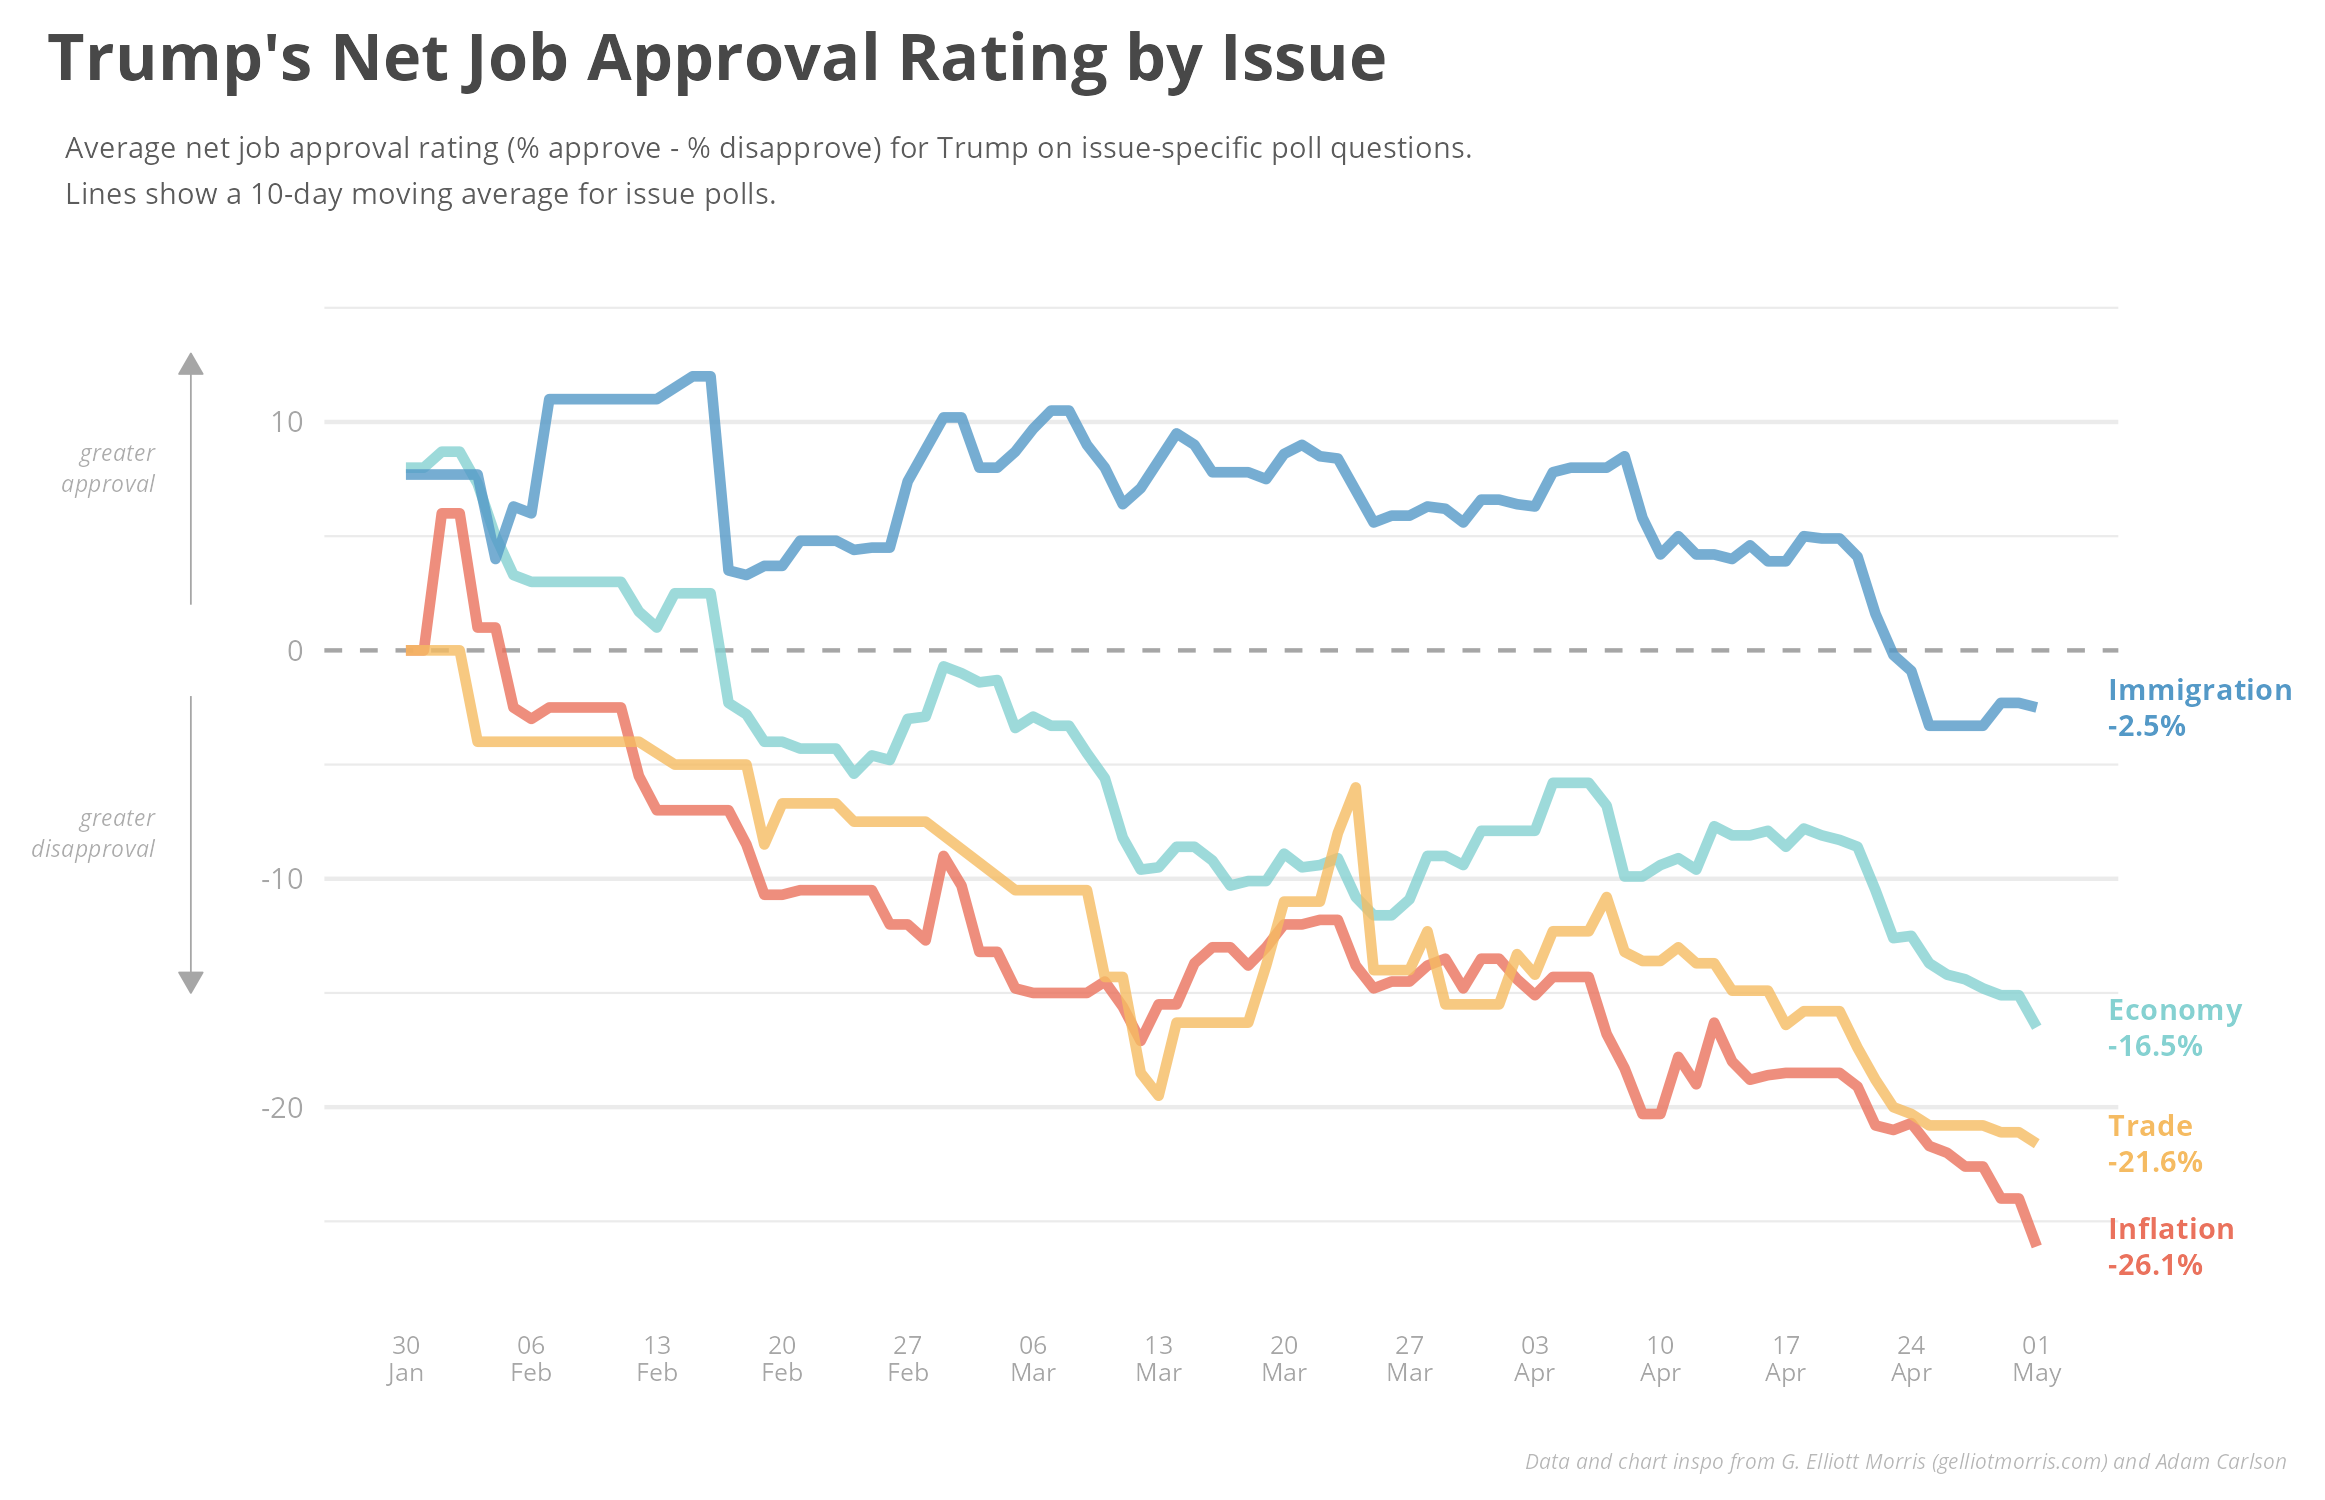 Trump's Net Job Approval Rating by Issue
Average net job approval rating (% approve - % disapprove) for Trump on issue-specific poll questions.
Lines show a 10-day moving average for issue polls.
greater
approval
greater
disapproval
10
0
-10
-20
Immigration
-2.5%
Economy
-16.5%
Trade
-21.6%
Inflation
-26.1%
30 06 13 20 27 06 13 20 27 03 10 17 24 01
Jan Feb Feb Feb Feb Mar Mar Mar Mar Apr Apr Apr Apr May
Data and chart inspo from G. Elliott Morris (gelliotmorris.com) and Adam Carlson